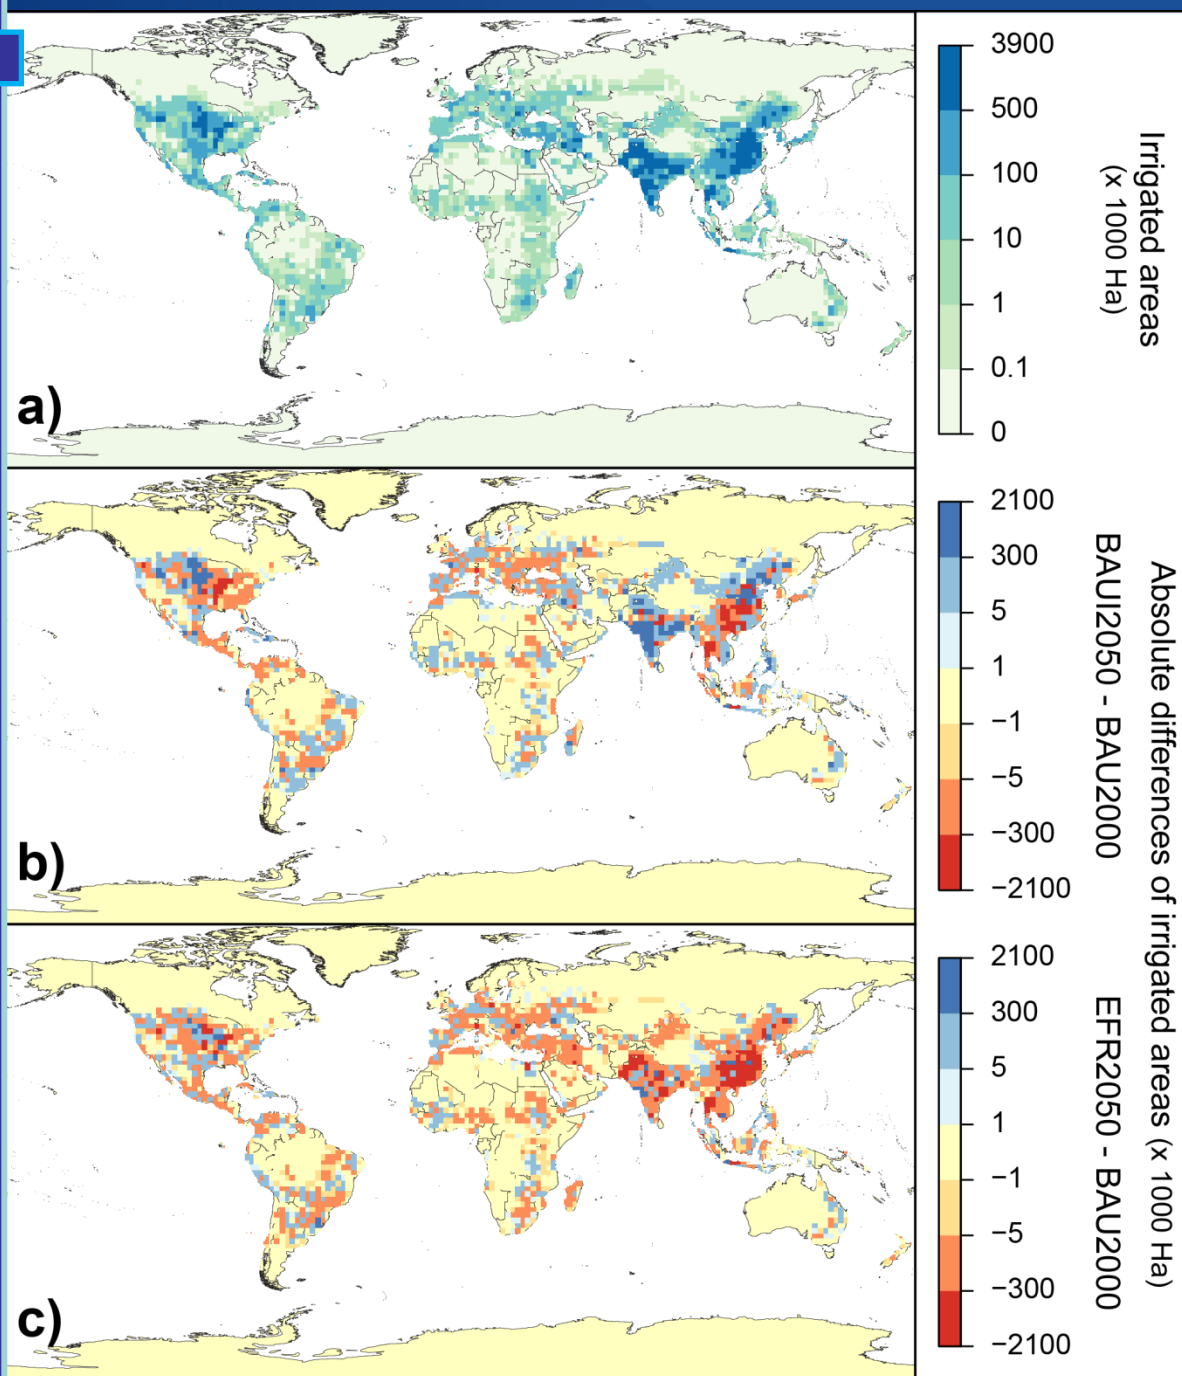 a)
3900
500
100
10
1
0.1
0
Irrigated areas
(x 1000 Ha)
b)
2100
300
5
1
−1
−5
−300
−2100
BAUI2050 - BAU2000
c)
2100
300
5
1
−1
−5
−300
−2100
EFR2050 - BAU2000
Absolute differences of irrigated areas (x 1000 Ha)